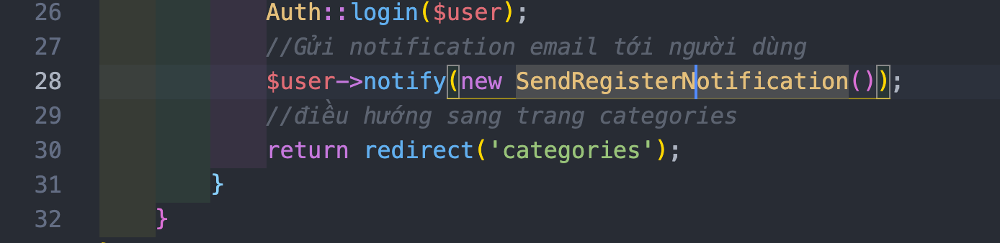 26 Auth::login($user);
27 //Gửi notification email tới người dùng
28 $user->notify(new SendRegisterNotification());
29 //điều hướng sang trang categories
30 return redirect('categories');
31 }
32 }